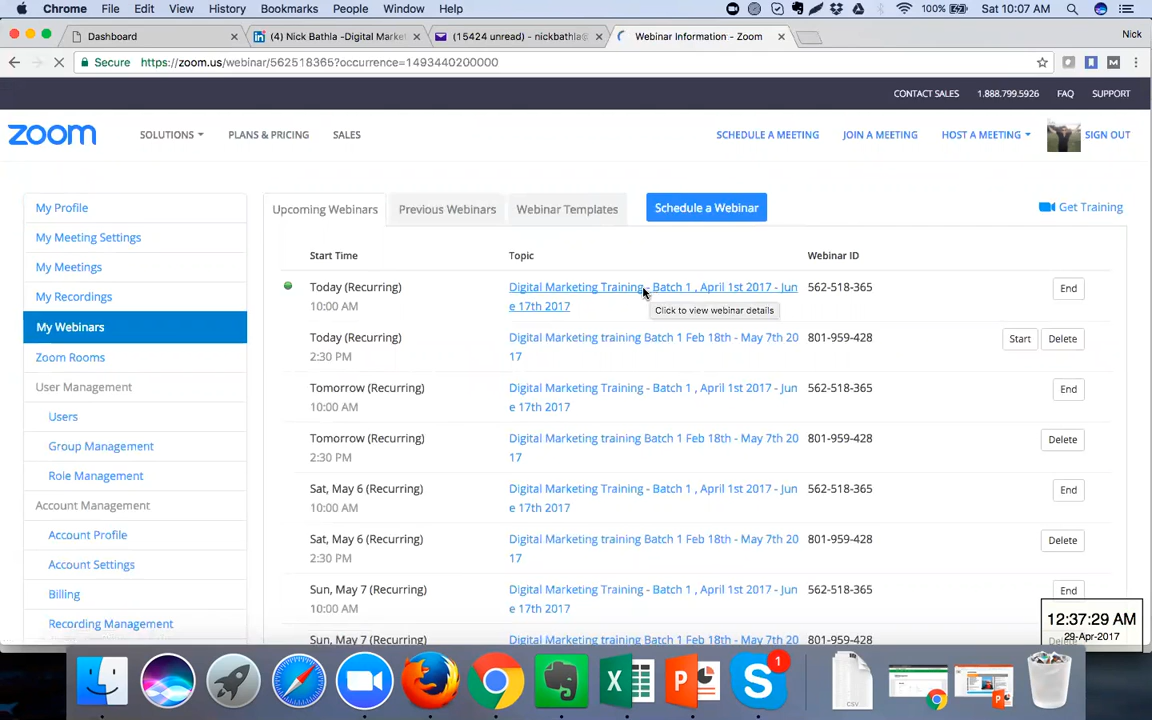 Chrome File Edit View History Bookmarks People Window Help 100% Sat 10:07 AM
Dashboard (4) Nick Bathla -Digital Market (15424 unread) - nickbathla@ Webinar Information - Zoom Nick
Secure https://zoom.us/webinar/562518365?occurrence=1493440200000
CONTACT SALES 1.888.799.5926 FAQ SUPPORT
zoom SOLUTIONS PLANS & PRICING SALES SCHEDULE A MEETING JOIN A MEETING HOST A MEETING SIGN OUT
My Profile
My Meeting Settings
My Meetings
My Recordings
My Webinars
Zoom Rooms
User Management
Users
Group Management
Role Management
Account Management
Account Profile
Account Settings
Billing
Recording Management
Upcoming Webinars Previous Webinars Webinar Templates Schedule a Webinar Get Training
Start Time Topic Webinar ID
Today (Recurring) Digital Marketing Training - Batch 1 , April 1st 2017 - Jun 562-518-365 End
10:00 AM e 17th 2017
Click to view webinar details
Today (Recurring) Digital Marketing training Batch 1 Feb 18th - May 7th 20 801-959-428 Start Delete
2:30 PM 17
Tomorrow (Recurring) Digital Marketing Training - Batch 1 , April 1st 2017 - Jun 562-518-365 End
10:00 AM e 17th 2017
Tomorrow (Recurring) Digital Marketing training Batch 1 Feb 18th - May 7th 20 801-959-428 Delete
2:30 PM 17
Sat, May 6 (Recurring) Digital Marketing Training - Batch 1 , April 1st 2017 - Jun 562-518-365 End
10:00 AM e 17th 2017
Sat, May 6 (Recurring) Digital Marketing training Batch 1 Feb 18th - May 7th 20 801-959-428 Delete
2:30 PM 17
Sun, May 7 (Recurring) Digital Marketing Training - Batch 1 , April 1st 2017 - Jun 562-518-365 End
10:00 AM e 17th 2017
Sun, May 7 (Recurring) Digital Marketing training Batch 1 Feb 18th - May 7th 20 801-959-428 Delete
12:37:29 AM
29-Apr-2017
1
CSV